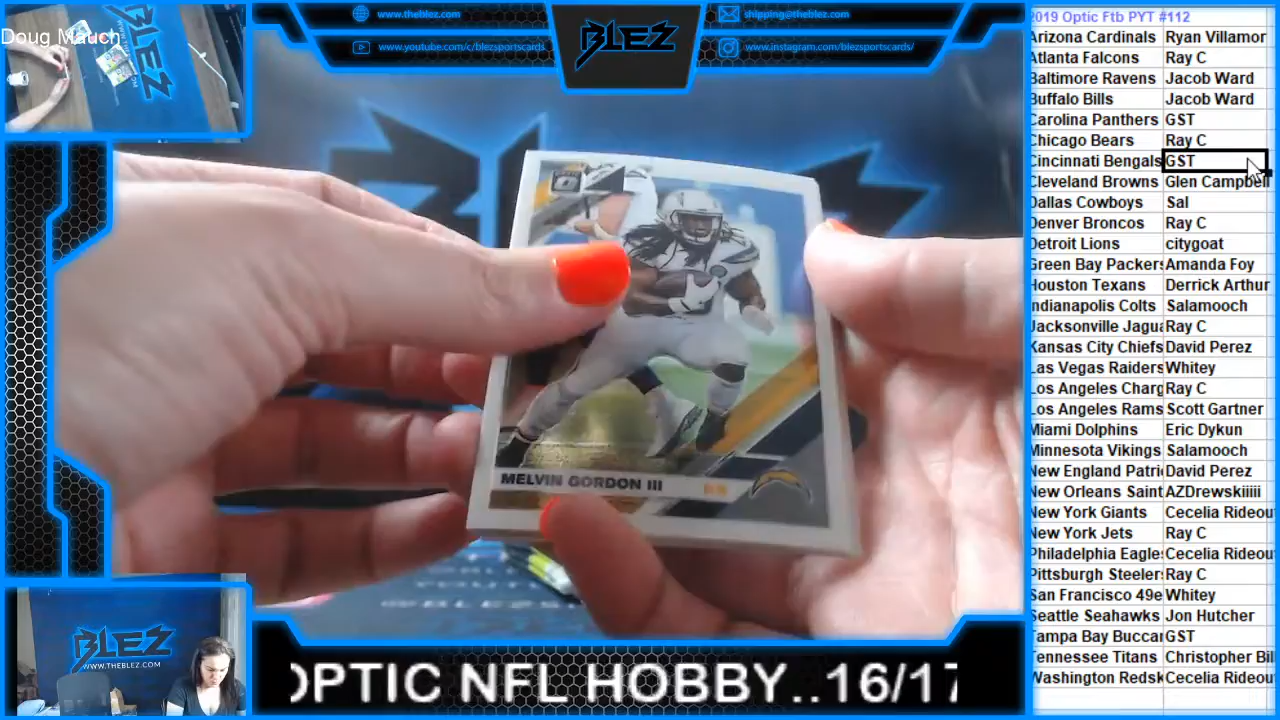 Doug Mauch
www.theblez.com
www.youtube.com/c/blezsportscards
BLEZ
shipping@theblez.com
www.instagram.com/blezsportscards/
MELVIN GORDON III RB
BLEZ
WWW.THEBLEZ.COM
OPTIC NFL HOBBY..16/17
2019 Optic Ftb PYT #112
Arizona Cardinals Ryan Villamor
Atlanta Falcons Ray C
Baltimore Ravens Jacob Ward
Buffalo Bills Jacob Ward
Carolina Panthers GST
Chicago Bears Ray C
Cincinnati Bengals GST
Cleveland Browns Glen Campbell
Dallas Cowboys Sal
Denver Broncos Ray C
Detroit Lions citygoat
Green Bay Packers Amanda Foy
Houston Texans Derrick Arthur
Indianapolis Colts Salamooch
Jacksonville Jagua Ray C
Kansas City Chiefs David Perez
Las Vegas Raiders Whitey
Los Angeles Charg Ray C
Los Angeles Rams Scott Gartner
Miami Dolphins Eric Dykun
Minnesota Vikings Salamooch
New England Patri David Perez
New Orleans Saint AZDrewskiiiii
New York Giants Cecelia Rideou
New York Jets Ray C
Philadelphia Eagle Cecelia Rideou
Pittsburgh Steelers Ray C
San Francisco 49e Whitey
Seattle Seahawks Jon Hutcher
Tampa Bay Buccar GST
Tennessee Titans Christopher Bil
Washington Redsk Cecelia Rideou